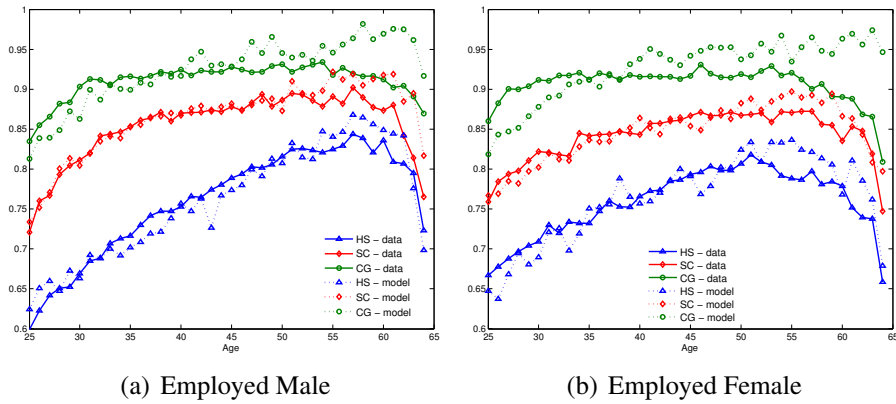 1
0.95
0.9
0.85
0.8
0.75
0.7
0.65
0.6
25 30 35 40 45 50 55 60 65
Age
HS – data
SC – data
CG – data
HS – model
SC – model
CG – model
(a) Employed Male
1
0.95
0.9
0.85
0.8
0.75
0.7
0.65
0.6
25 30 35 40 45 50 55 60 65
Age
HS – data
SC – data
CG – data
HS – model
SC – model
CG – model
(b) Employed Female